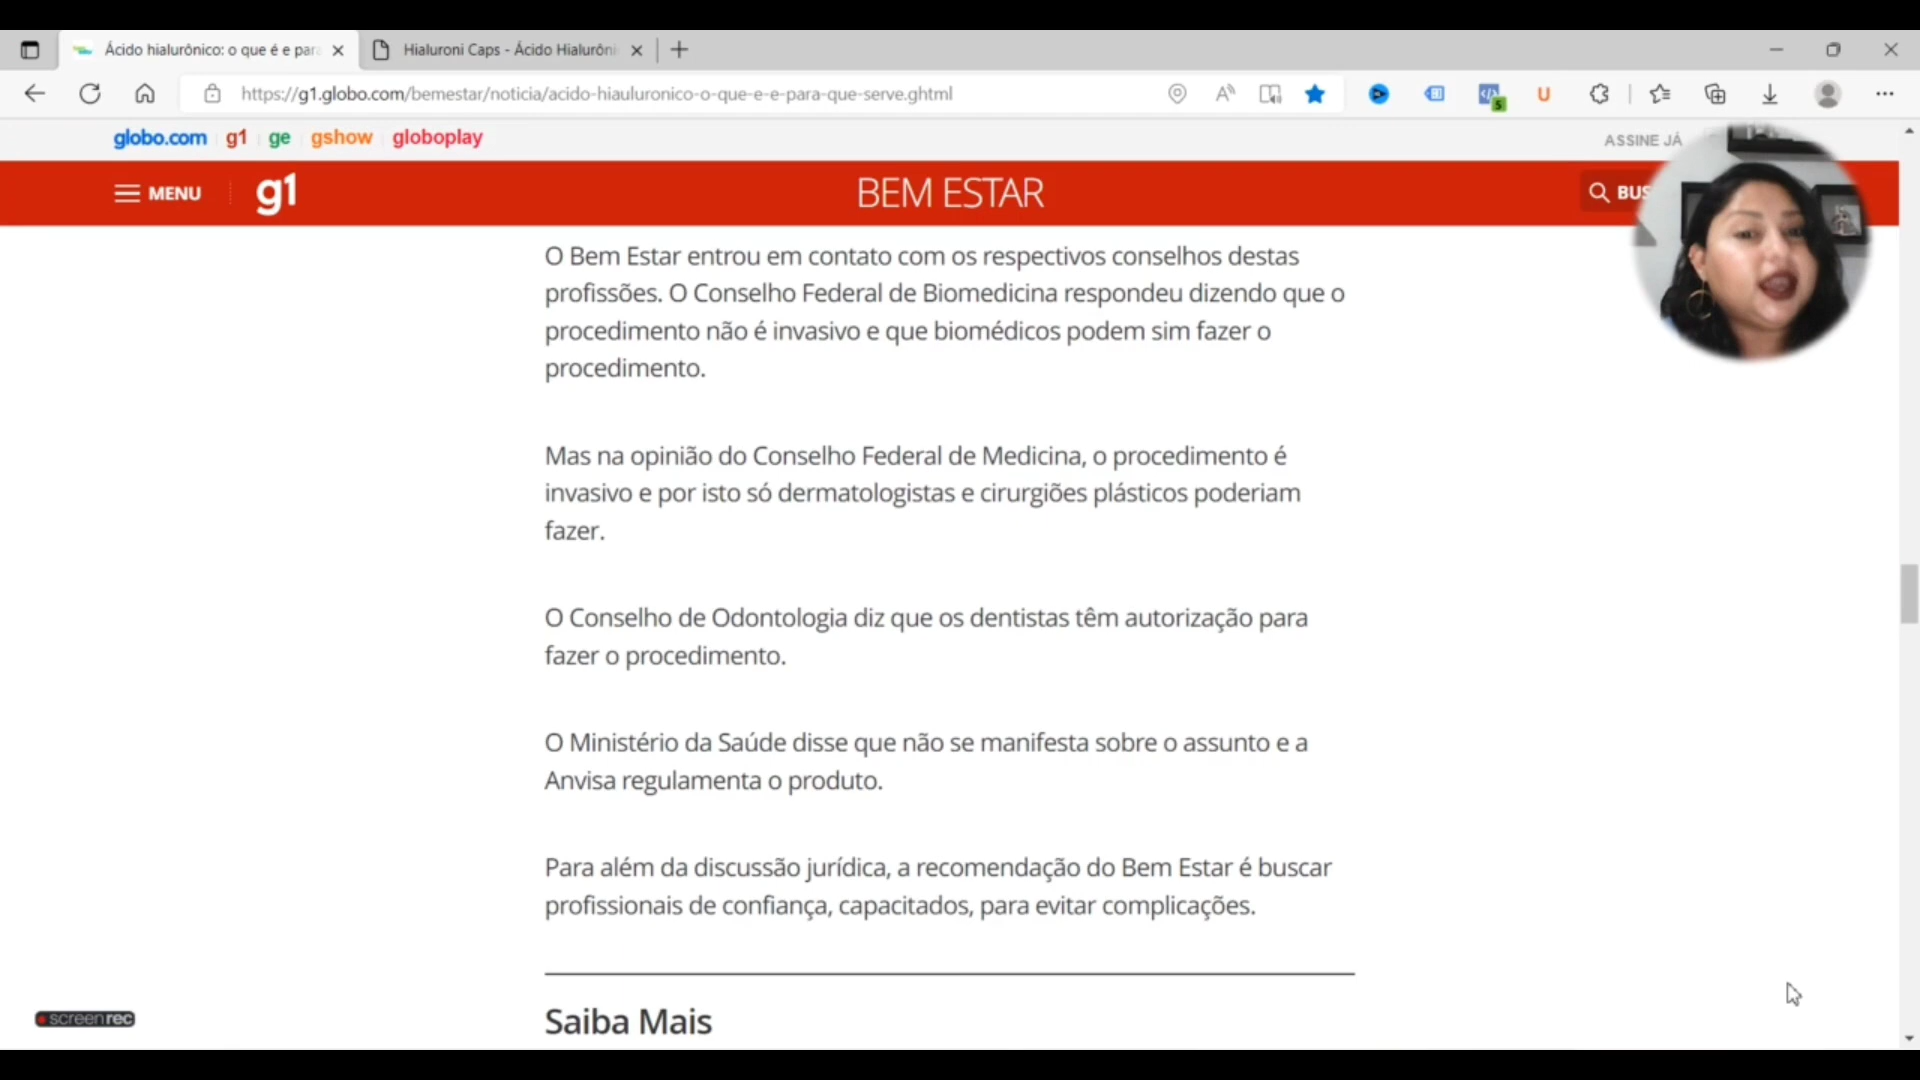 Ácido hialurônico: o que é e para
Hialuroni Caps - Ácido Hialurôni
https://g1.globo.com/bemestar/noticia/acido-hiauluronico-o-que-e-e-para-que-serve.ghtml
globo.com g1 ge gshow globoplay
ASSINE JÁ
MENU g1 BEM ESTAR BUS
O Bem Estar entrou em contato com os respectivos conselhos destas
profissões. O Conselho Federal de Biomedicina respondeu dizendo que o
procedimento não é invasivo e que biomédicos podem sim fazer o
procedimento.
Mas na opinião do Conselho Federal de Medicina, o procedimento é
invasivo e por isto só dermatologistas e cirurgiões plásticos poderiam
fazer.
O Conselho de Odontologia diz que os dentistas têm autorização para
fazer o procedimento.
O Ministério da Saúde disse que não se manifesta sobre o assunto e a
Anvisa regulamenta o produto.
Para além da discussão jurídica, a recomendação do Bem Estar é buscar
profissionais de confiança, capacitados, para evitar complicações.
Saiba Mais
screenrec